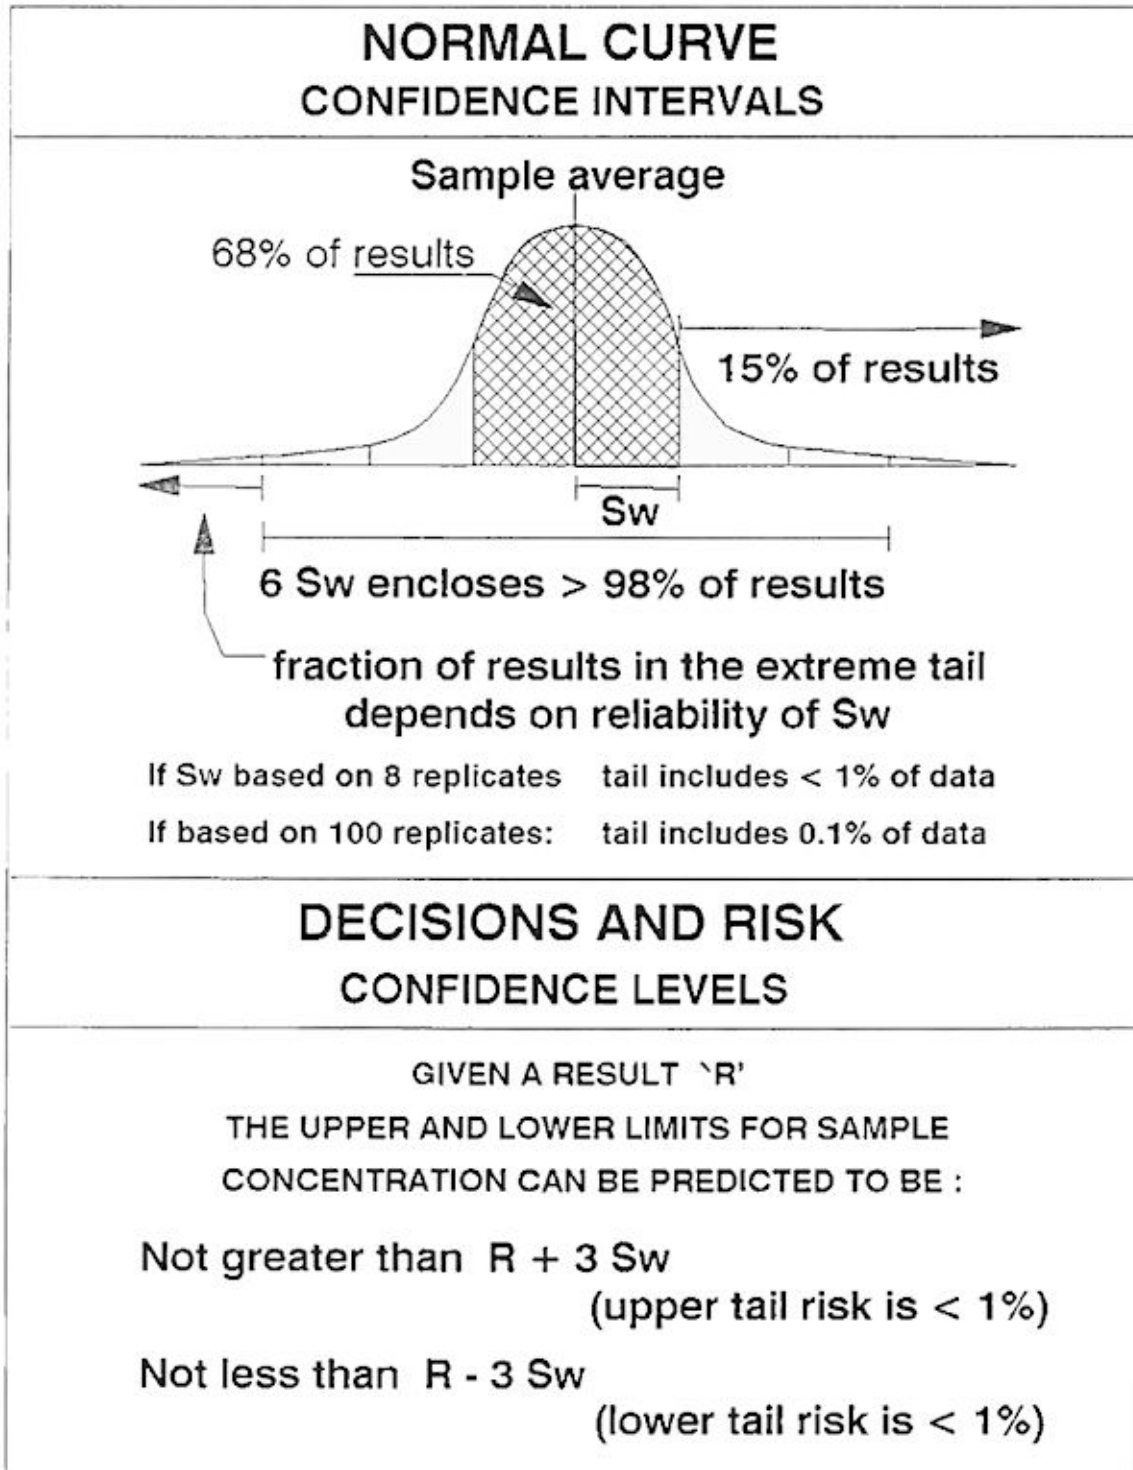 NORMAL CURVE
CONFIDENCE INTERVALS
Sample average
68% of results
15% of results
Sw
6 Sw encloses > 98% of results
fraction of results in the extreme tail
depends on reliability of Sw
If Sw based on 8 replicates tail includes < 1% of data
If based on 100 replicates: tail includes 0.1% of data
DECISIONS AND RISK
CONFIDENCE LEVELS
GIVEN A RESULT `R'
THE UPPER AND LOWER LIMITS FOR SAMPLE
CONCENTRATION CAN BE PREDICTED TO BE :
Not greater than R + 3 Sw
(upper tail risk is < 1%)
Not less than R - 3 Sw
(lower tail risk is < 1%)